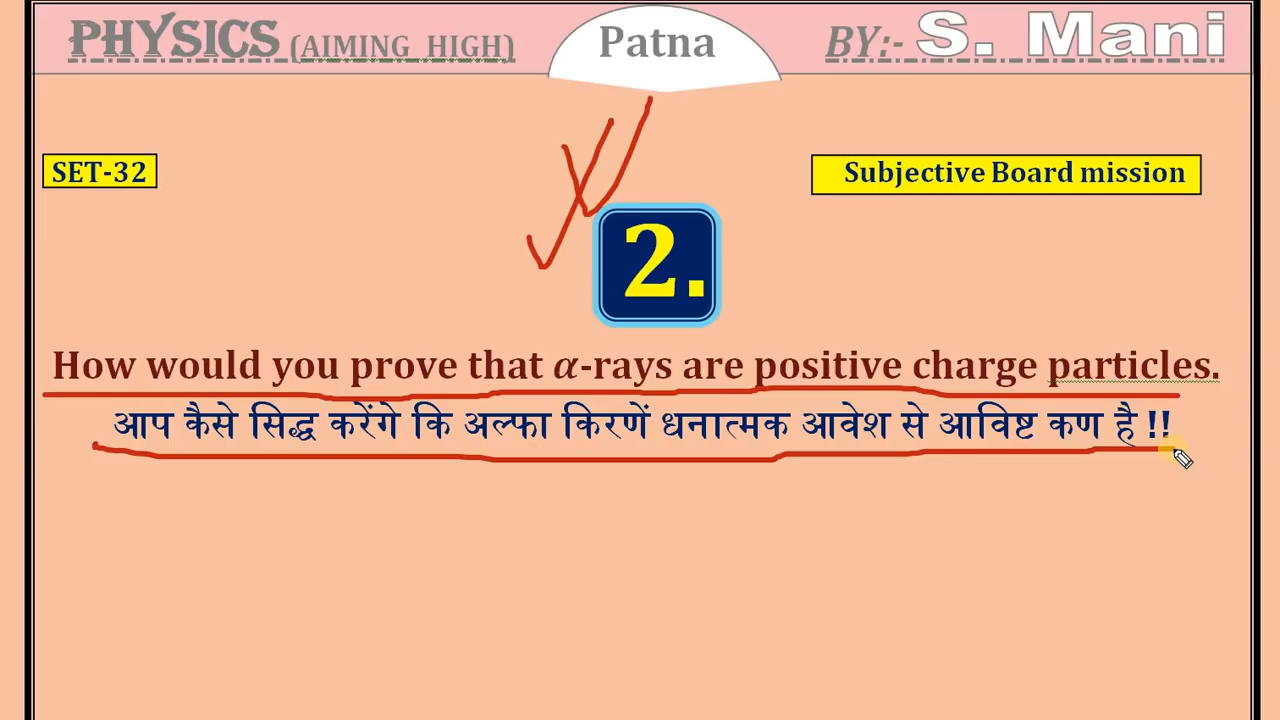 PHYSICS (AIMING HIGH) Patna BY:- S. Mani
SET-32 Subjective Board mission
2.
How would you prove that α-rays are positive charge particles.
आप कैसे सिद्ध करेंगे कि अल्फा किरणें धनात्मक आवेश से आविष्ट कण है !!